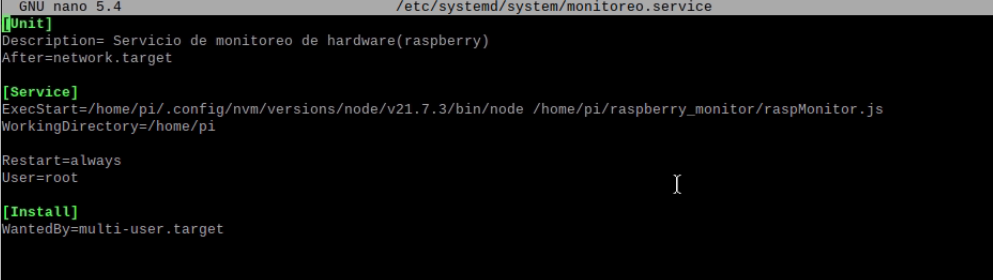 GNU nano 5.4 /etc/systemd/system/monitoreo.service
[Unit]
Description= Servicio de monitoreo de hardware(raspberry)
After=network.target
[Service]
ExecStart=/home/pi/.config/nvm/versions/node/v21.7.3/bin/node /home/pi/raspberry_monitor/raspMonitor.js
WorkingDirectory=/home/pi
Restart=always
User=root
[Install]
WantedBy=multi-user.target